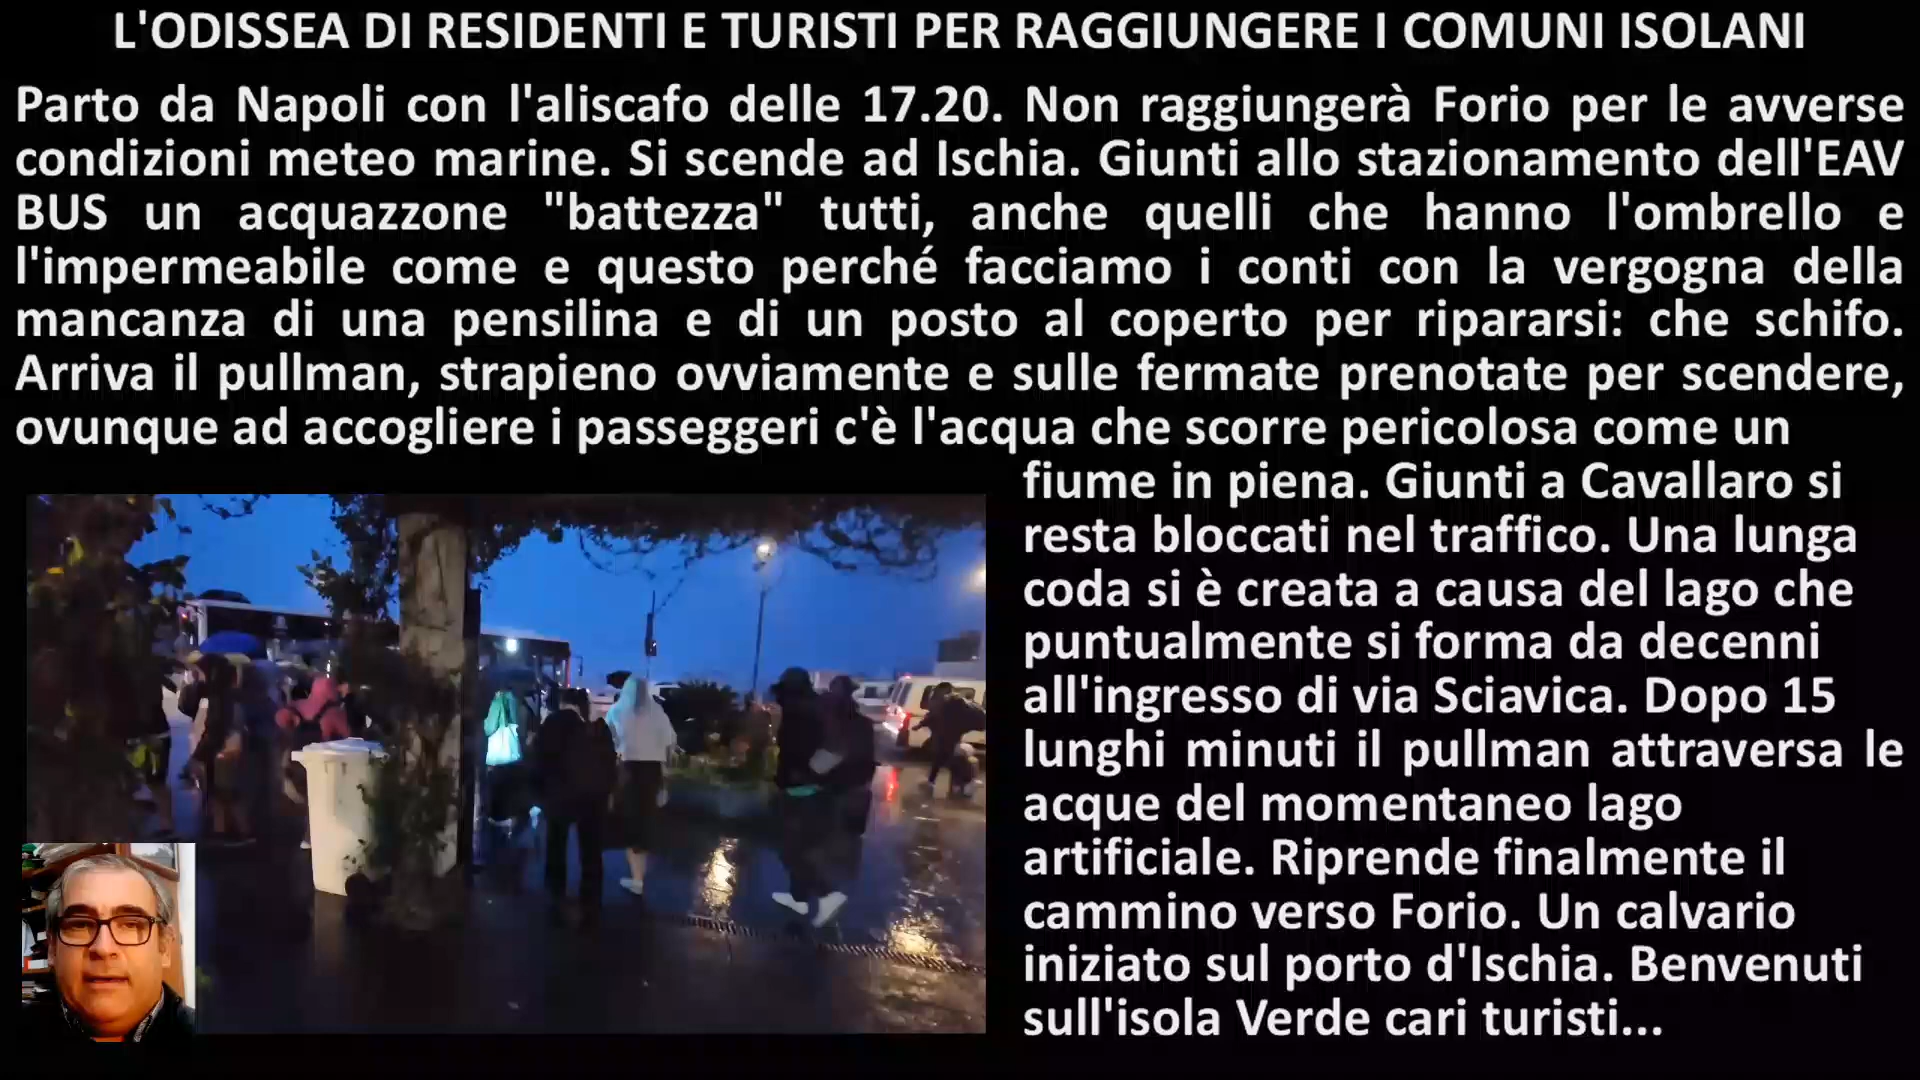 L'ODISSEA DI RESIDENTI E TURISTI PER RAGGIUNGERE I COMUNI ISOLANI
Parto da Napoli con l'aliscafo delle 17.20. Non raggiungerà Forio per le avverse
condizioni meteo marine. Si scende ad Ischia. Giunti allo stazionamento dell'EAV
BUS un acquazzone "battezza" tutti, anche quelli che hanno l'ombrello e
l'impermeabile come e questo perché facciamo i conti con la vergogna della
mancanza di una pensilina e di un posto al coperto per ripararsi: che schifo.
Arriva il pullman, strapieno ovviamente e sulle fermate prenotate per scendere,
ovunque ad accogliere i passeggeri c'è l'acqua che scorre pericolosa come un
fiume in piena. Giunti a Cavallaro si
resta bloccati nel traffico. Una lunga
coda si è creata a causa del lago che
puntualmente si forma da decenni
all'ingresso di via Sciavica. Dopo 15
lunghi minuti il pullman attraversa le
acque del momentaneo lago
artificiale. Riprende finalmente il
cammino verso Forio. Un calvario
iniziato sul porto d'Ischia. Benvenuti
sull'isola Verde cari turisti...